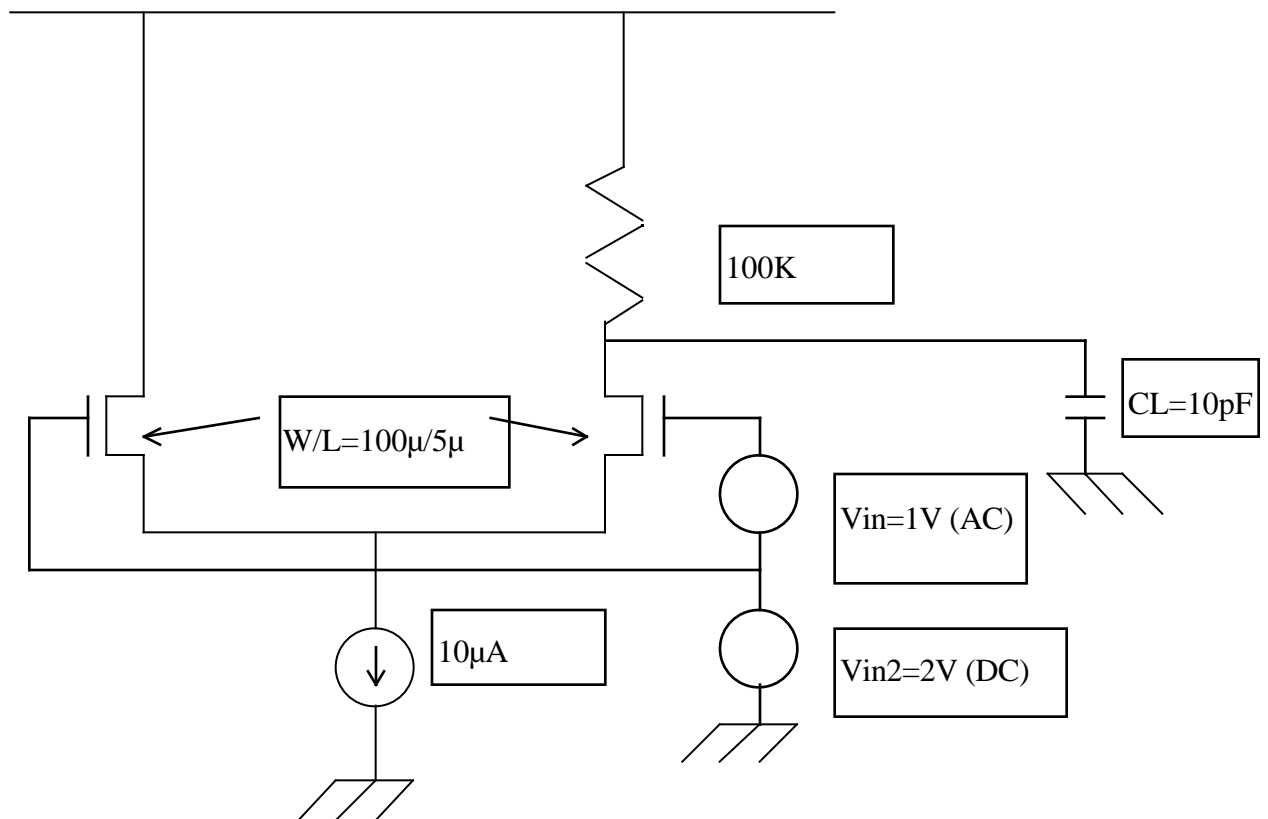 100K
CL=10pF
W/L=100μ/5μ
Vin=1V (AC)
10μA
Vin2=2V (DC)